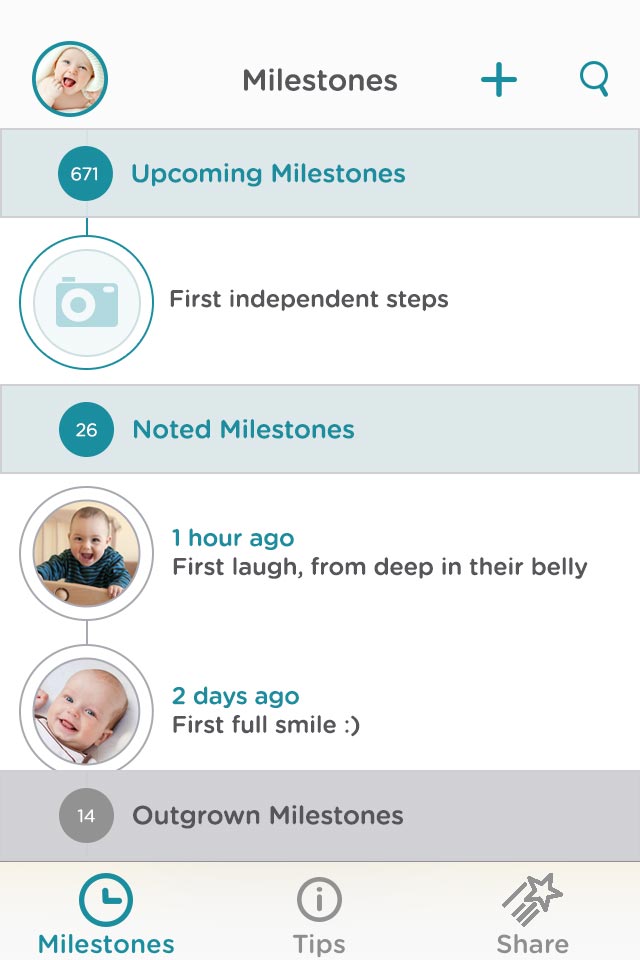 Milestones
671 Upcoming Milestones
First independent steps
26 Noted Milestones
1 hour ago
First laugh, from deep in their belly
2 days ago
First full smile :)
14 Outgrown Milestones
Milestones Tips Share